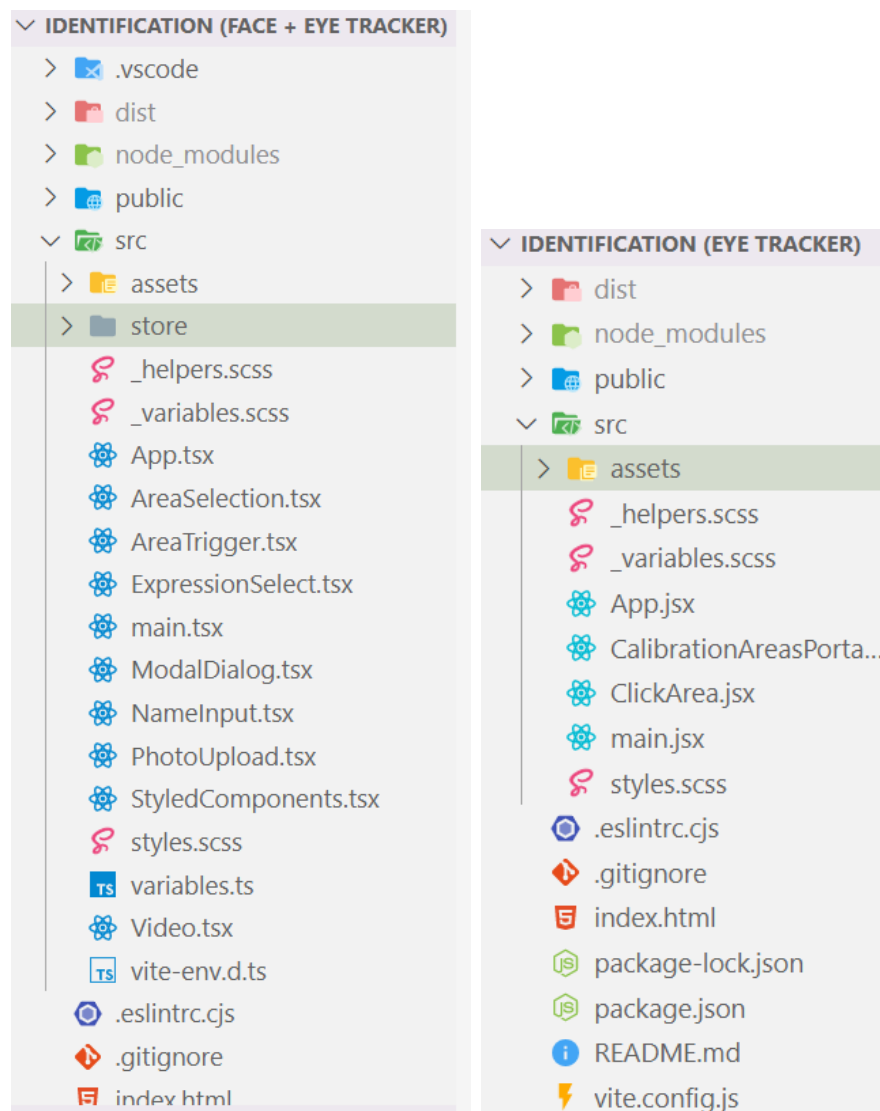 IDENTIFICATION (FACE + EYE TRACKER)
.vscode
dist
node_modules
public
src
assets
store
_helpers.scss
_variables.scss
App.tsx
AreaSelection.tsx
AreaTrigger.tsx
ExpressionSelect.tsx
main.tsx
ModalDialog.tsx
NameInput.tsx
PhotoUpload.tsx
StyledComponents.tsx
styles.scss
TS variables.ts
Video.tsx
TS vite-env.d.ts
.eslintrc.cjs
.gitignore
index.html
IDENTIFICATION (EYE TRACKER)
dist
node_modules
public
src
assets
_helpers.scss
_variables.scss
App.jsx
CalibrationAreasPorta...
ClickArea.jsx
main.jsx
styles.scss
.eslintrc.cjs
.gitignore
index.html
package-lock.json
package.json
README.md
vite.config.js